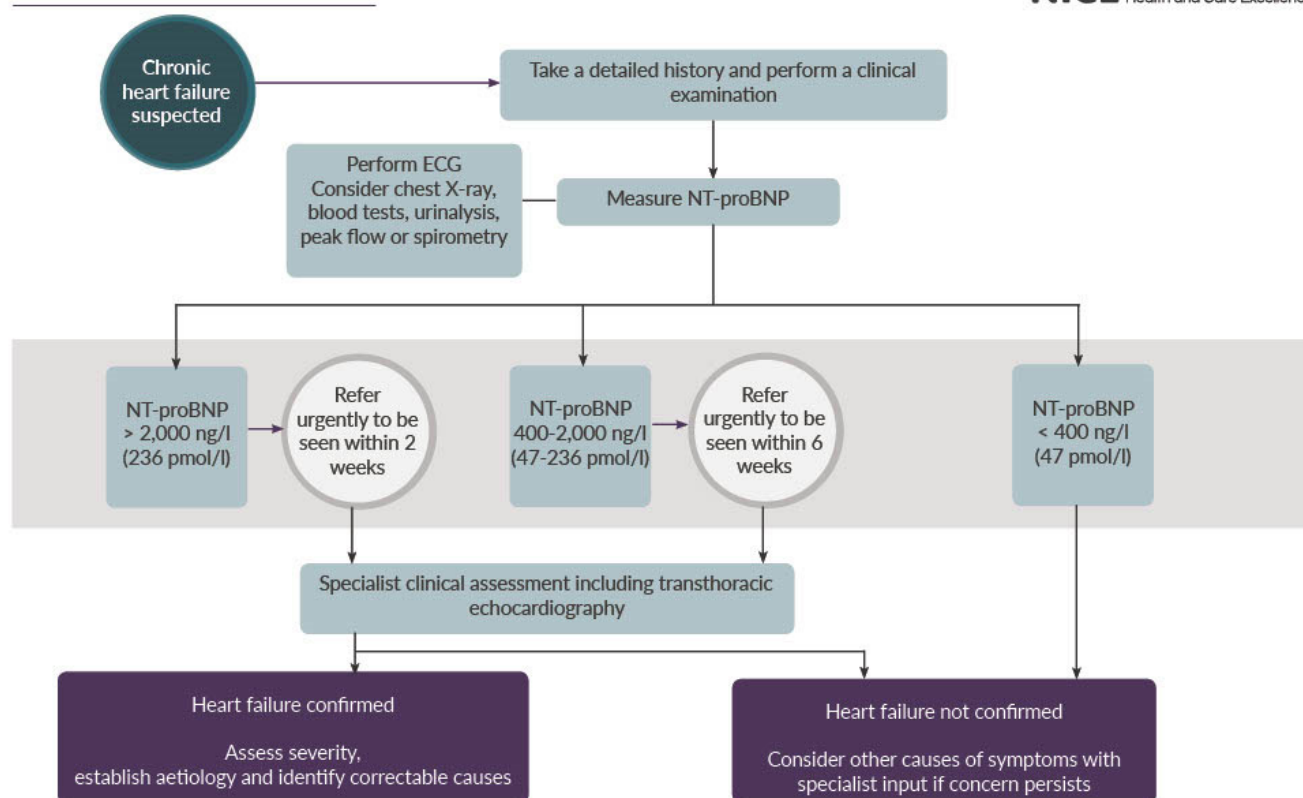 Health and Care Excellence
Chronic
heart failure
suspected
Take a detailed history and perform a clinical
examination
Perform ECG
Consider chest X-ray,
blood tests, urinalysis,
peak flow or spirometry
Measure NT-proBNP
NT-proBNP
> 2,000 ng/l
(236 pmol/l)
Refer
urgently to be
seen within 2
weeks
NT-proBNP
400-2,000 ng/l
(47-236 pmol/l)
Refer
urgently to be
seen within 6
weeks
NT-proBNP
< 400 ng/l
(47 pmol/l)
Specialist clinical assessment including transthoracic
echocardiography
Heart failure confirmed
Assess severity,
establish aetiology and identify correctable causes
Heart failure not confirmed
Consider other causes of symptoms with
specialist input if concern persists